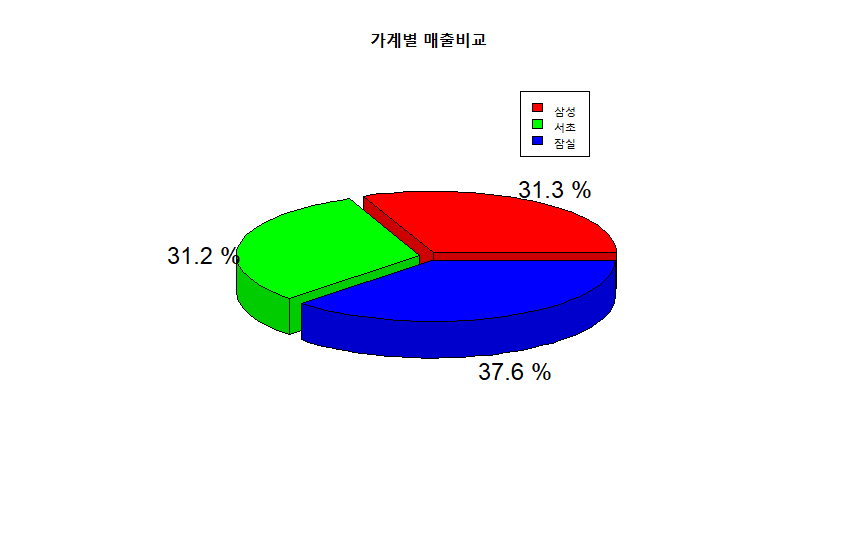 가계별 매출비교
삼성
서초
잠실
31.3 %
31.2 %
37.6 %